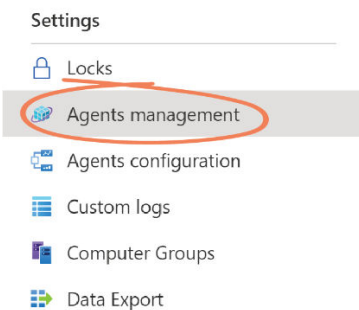 Settings
Locks
Agents management
Agents configuration
Custom logs
Computer Groups
Data Export